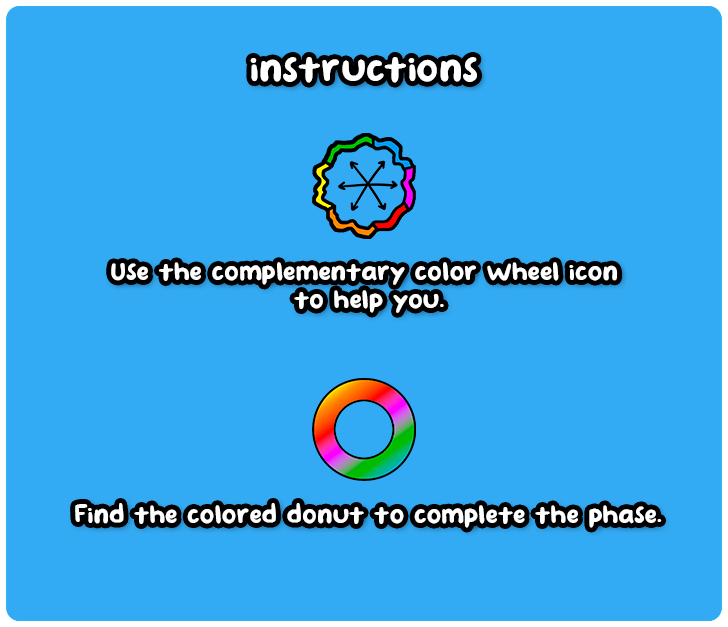 instructions
Use the complementary color wheel icon
to help you.
Find the colored donut to complete the phase.